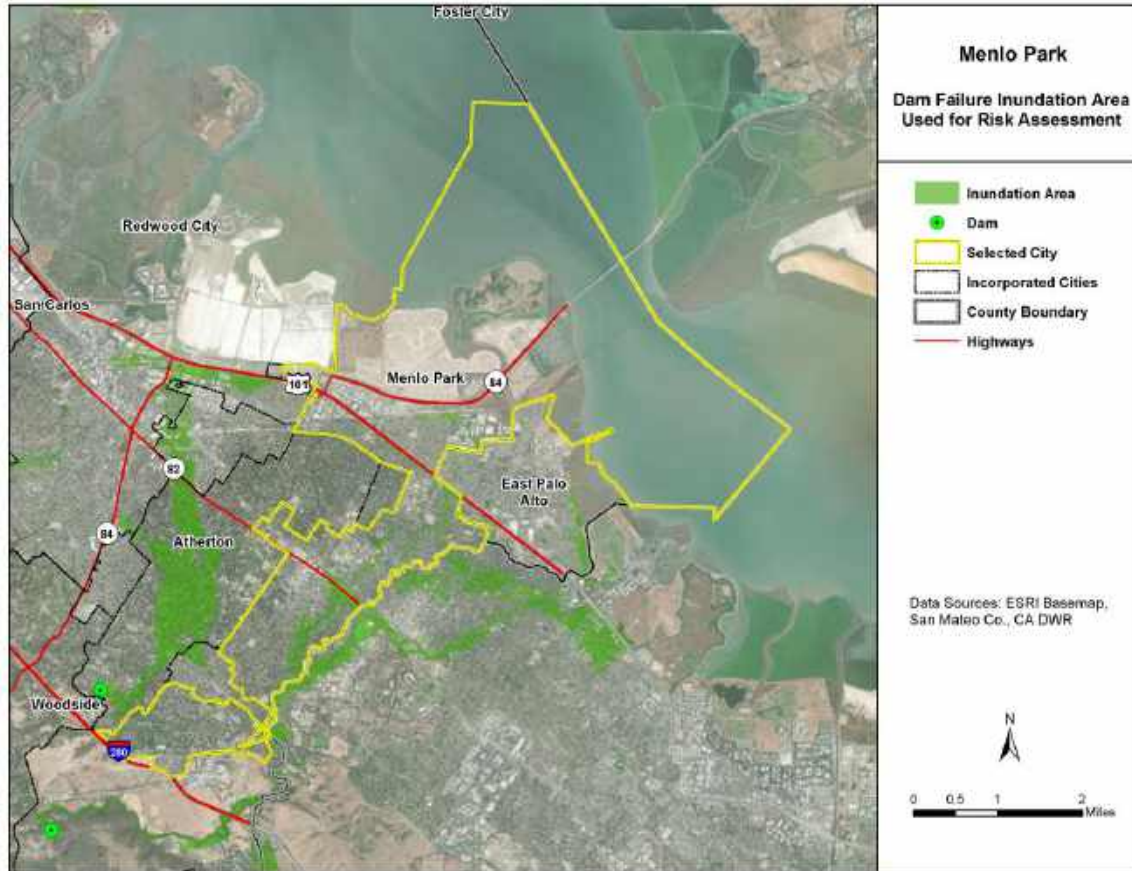 Foster City
Redwood City
San Carlos
Menlo Park
84
101
82
East Palo
Alto
84
Atherton
Woodside
280
Menlo Park
Dam Failure Inundation Area
Used for Risk Assessment
Inundation Area
Dam
Selected City
Incorporated Cities
County Boundary
Highways
Data Sources: ESRI Basemap,
San Mateo Co., CA DWR
N
0 0.5 1 2
Miles